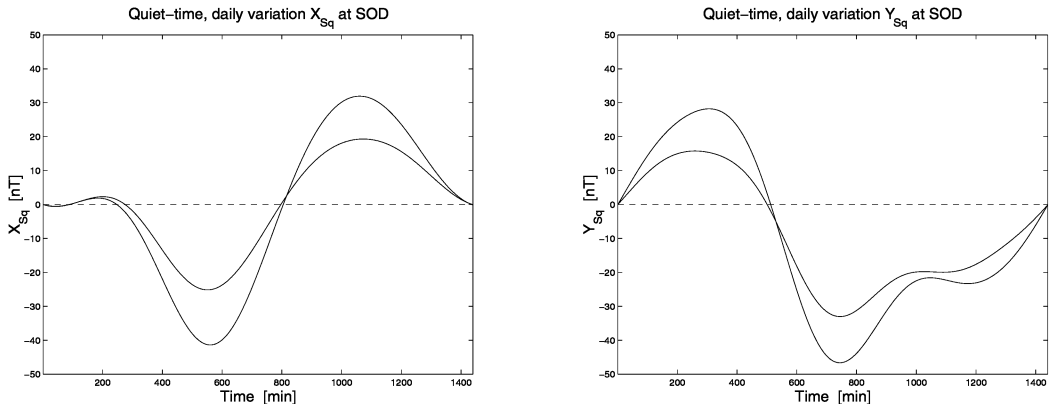 Quiet−time, daily variation X_Sq at SOD
50
40
30
20
10
0
−10
−20
−30
−40
−50
X_Sq [nT]
200 400 600 800 1000 1200 1400
Time [min]
Quiet−time, daily variation Y_Sq at SOD
50
40
30
20
10
0
−10
−20
−30
−40
−50
Y_Sq [nT]
200 400 600 800 1000 1200 1400
Time [min]